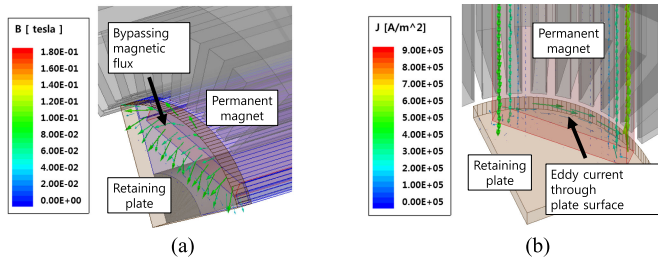 B [ tesla ]
1.80E-01
1.60E-01
1.40E-01
1.20E-01
1.00E-01
8.00E-02
6.00E-02
4.00E-02
2.00E-02
0.00E+00
Bypassing
magnetic
flux
Permanent
magnet
Retaining
plate
(a)
J [A/m^2]
9.00E+05
8.00E+05
7.00E+05
6.00E+05
5.00E+05
4.00E+05
3.00E+05
2.00E+05
1.00E+05
0.00E+05
Permanent
magnet
Retaining
plate
Eddy current
through
plate surface
(b)